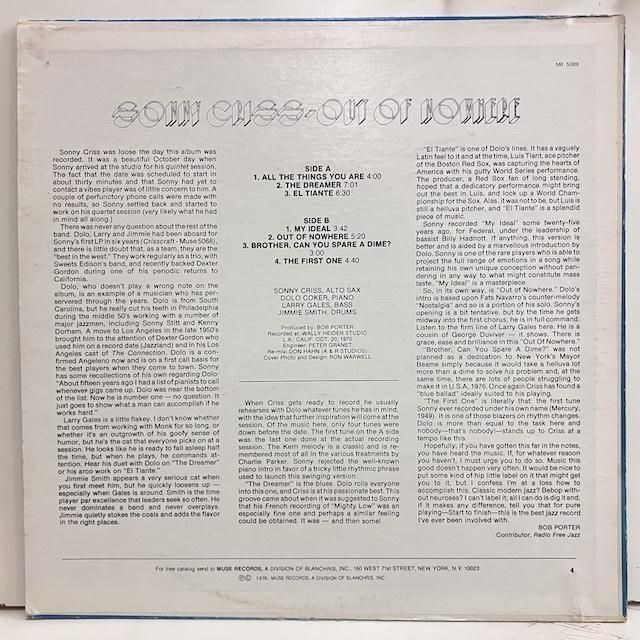 MR 5089
SONNY CRISS-OUT OF NOWHERE
Sonny Criss was loose the day this album was
recorded. It was a beautiful October day when
Sonny arrived at the studio for his quintet session.
The fact that the date was scheduled to start in
about thirty minutes and that Sonny had yet to
contact a vibes player was of little concern to him. A
couple of perfunctory phone calls were made with
no results, so Sonny settled back and started to
work on his quartet session (very likely what he had
in mind all along.)
There was never any question about the rest of the
band. Dolo, Larry and Jimmie had been aboard for
Sonny's first LP in six years (Crisscraft - Muse 5068),
and there is little doubt that, as a team, they are the
"best in the west." They work regularly as a trio, with
Sweets Edison's band, and recently backed Dexter
Gordon during one of his periodic returns to
California.
Dolo, who doesn't play a wrong note on the
album, is an example of a musician who has per-
servered through the years. Dolo is from South
Carolina, but he really cut his teeth in Philadelphia
during the middle 50's working with a number of
major jazzmen, including Sonny Stitt and Kenny
Dorham. A move to Los Angeles in the late 1950's
brought him to the attention of Dexter Gordon who
used him on a record date (Jazzland) and in his Los
Angeles cast of The Connection. Dolo is a con-
firmed Angeleno now and is on a first call basis for
the best players when they come to town. Sonny
has some recollections of his own regarding Dolo:
"About fifteen years ago I had a list of pianists to call
whenever gigs came up. Dolo was near the bottom
of the list. Now he is number one — no question. It
just goes to show what a man can accomplish if he
works hard."
Larry Gales is a little flakey. I don't know whether
that comes from working with Monk for so long, or
whether it's an outgrowth of his goofy sense of
humor, but he's the cat that everyone picks on at a
session. He looks like he is ready to fall asleep half
the time, but when he plays, he commands at-
tention. Hear his duet with Dolo on "The Dreamer"
or his arco work on "El Tiante."
Jimmie Smith appears a very serious cat when
you first meet him, but he quickly loosens up —
especially when Gales is around. Smith is the time
player par excellence that leaders seek so often. He
never dominates a band and never overplays.
Jimmie quietly stokes the coals and adds the flavor
in the right places.
SIDE A
1. ALL THE THINGS YOU ARE 4:00
2. THE DREAMER 7:01
3. EL TIANTE 6:30
SIDE B
1. MY IDEAL 3:42
2. OUT OF NOWHERE 5:20
3. BROTHER, CAN YOU SPARE A DIME?
3:00
4. THE FIRST ONE 4:40
SONNY CRISS, ALTO SAX
DOLO COKER, PIANO
LARRY GALES, BASS
JIMMIE SMITH, DRUMS
Produced by: BOB PORTER
Recorded at: WALLY HEIDER STUDIO
L.A., CALIF. OCT. 20, 1975
Engineer: PETER GRANET
Re-mix: DON HAHN (A & R STUDIOS)
Cover Photo and Design: RON WARWELL
When Criss gets ready to record he usually
rehearses with Dolo whatever tunes he has in mind,
with the idea that further inspiration will come at the
session. Of the music here, only four tunes were
down before the date. The first tune on the A side
was the last one done at the actual recording
session. The Kern melody is a classic and is re-
membered most of all in the various treatments by
Charlie Parker. Sonny rejected the well-known
piano intro in favor of a tricky little rhythmic phrase
used to launch this swinging version.
"The Dreamer" is the blues. Dolo rolls everyone
into this one, and Criss is at his passionate best. This
groove came about when it was suggested to Sonny
that his French recording of "Mighty Low" was an
especially fine one and perhaps a similar feeling
could be obtained. It was — and then some!
"El Tiante" is one of Dolo's lines. It has a vaguely
Latin feel to it and at the time, Luis Tiant, ace pitcher
of the Boston Red Sox, was capturing the hearts of
America with his gutty World Series performance.
The producer, a Red Sox fan of long standing,
hoped that a dedicatory performance might bring
out the best in Luis, and lock up a World Cham-
pionship for the Sox. Alas, it was not to be, but Luis is
still a helluva pitcher, and "El Tiante" is a splendid
piece of music.
Sonny recorded "My Ideal" some twenty-five
years ago, for Federal, under the leadership of
bassist Billy Hadnott. If anything, this version is
better and is aided by a marvelous introduction by
Dolo. Sonny is one of the rare players who is able to
project the full range of emotions in a song while
retaining his own unique conception without pan-
dering in any way to what might constitute mass
taste. "My Ideal" is a masterpiece.
So, in its own way, is "Out of Nowhere." Dolo's
intro is based upon Fats Navarro's counter-melody
"Nostalgia" and so is a portion of his solo. Sonny's
opening is a bit tentative, but by the time he gets
midway into the first chorus, he is in full command.
Listen to the firm line of Larry Gales here. He is a
cousin of George Duvivier — it shows. There is
grace, ease and brilliance in this "Out Of Nowhere."
"Brother, Can You Spare A Dime?" was not
planned as a dedication to New York's Mayor
Beame simply because it would take a helluva lot
more than a dime to solve his problem and, at the
same time, there are lots of people struggling to
make it in U.S.A. 1976. Once again Criss has found a
"blue ballad" ideally suited to his playing.
"The First One" is literally that: the first tune
Sonny ever recorded under his own name (Mercury,
1949). It is one of those blazers on rhythm changes.
Dolo is more than equal to the task here and
nobody—that's nobody—stands up to Criss at a
tempo like this.
Hopefully, if you have gotten this far in the notes,
you have heard the music. If, for whatever reason
you haven't, I must urge you to do so. Music this
good doesn't happen very often. It would be nice to
put some kind of hip little label on it that might get
you to it, but I confess I'm at a loss how to
accomplish this. Classic modern jazz? Bebop with-
out neuroses? I can't label it; all I can do is dig it and,
if it makes any difference, tell you that for pure
playing—Start to finish—this is the best jazz record
I've ever been involved with.
BOB PORTER
Contributor, Radio Free Jazz
For free catalog send to MUSE RECORDS, A DIVISION OF BLANCHRIS, INC., 160 WEST 71st STREET, NEW YORK, N.Y. 10023
4
Ⓟ© 1976, MUSE RECORDS, A DIVISION OF BLANCHRIS, INC